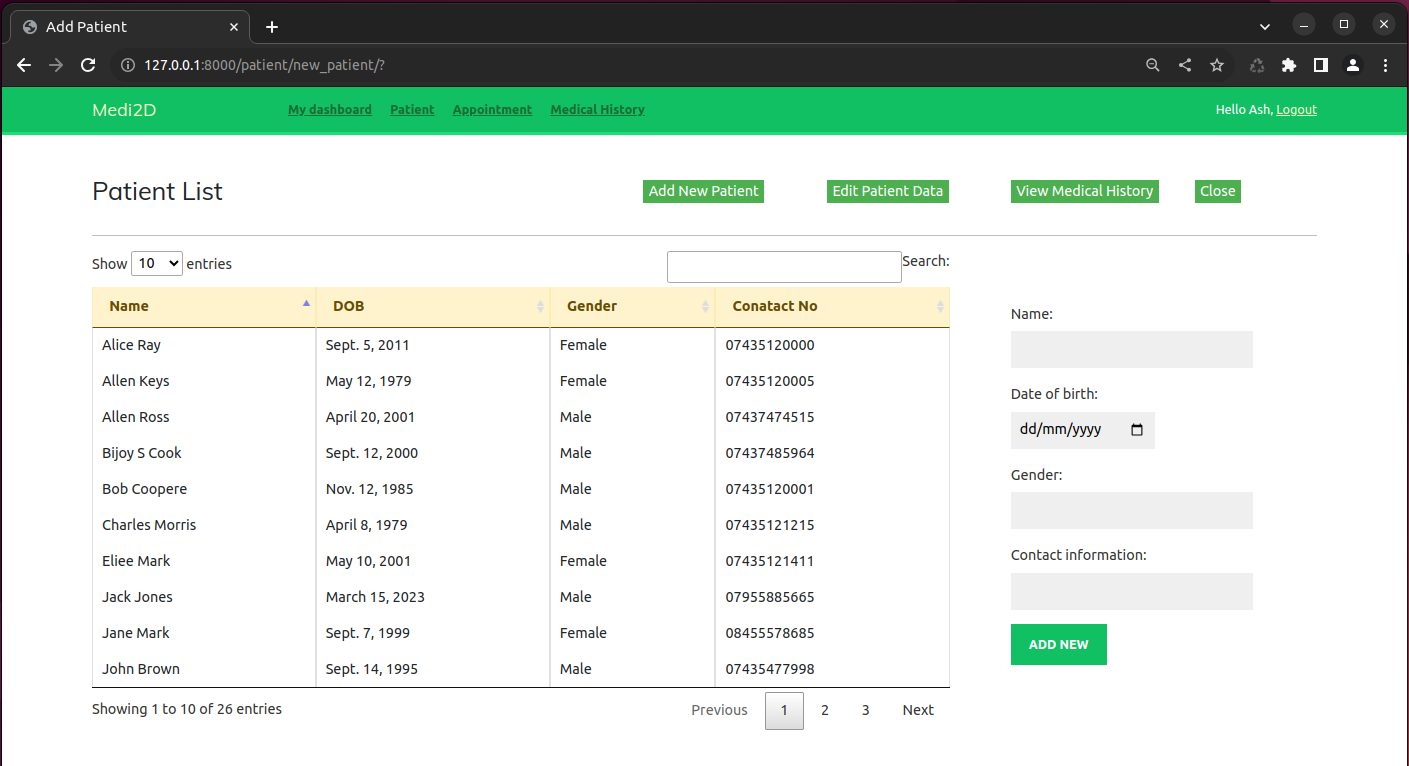 Add Patient
127.0.0.1:8000/patient/new_patient/?
Medi2D My dashboard Patient Appointment Medical History Hello Ash, Logout
Patient List Add New Patient Edit Patient Data View Medical History Close
Show 10 entries Search:
Name DOB Gender Conatact No
Alice Ray Sept. 5, 2011 Female 07435120000
Allen Keys May 12, 1979 Female 07435120005
Allen Ross April 20, 2001 Male 07437474515
Bijoy S Cook Sept. 12, 2000 Male 07437485964
Bob Coopere Nov. 12, 1985 Male 07435120001
Charles Morris April 8, 1979 Male 07435121215
Eliee Mark May 10, 2001 Female 07435121411
Jack Jones March 15, 2023 Male 07955885665
Jane Mark Sept. 7, 1999 Female 08455578685
John Brown Sept. 14, 1995 Male 07435477998
Showing 1 to 10 of 26 entries Previous 1 2 3 Next
Name:
Date of birth:
dd/mm/yyyy
Gender:
Contact information:
ADD NEW